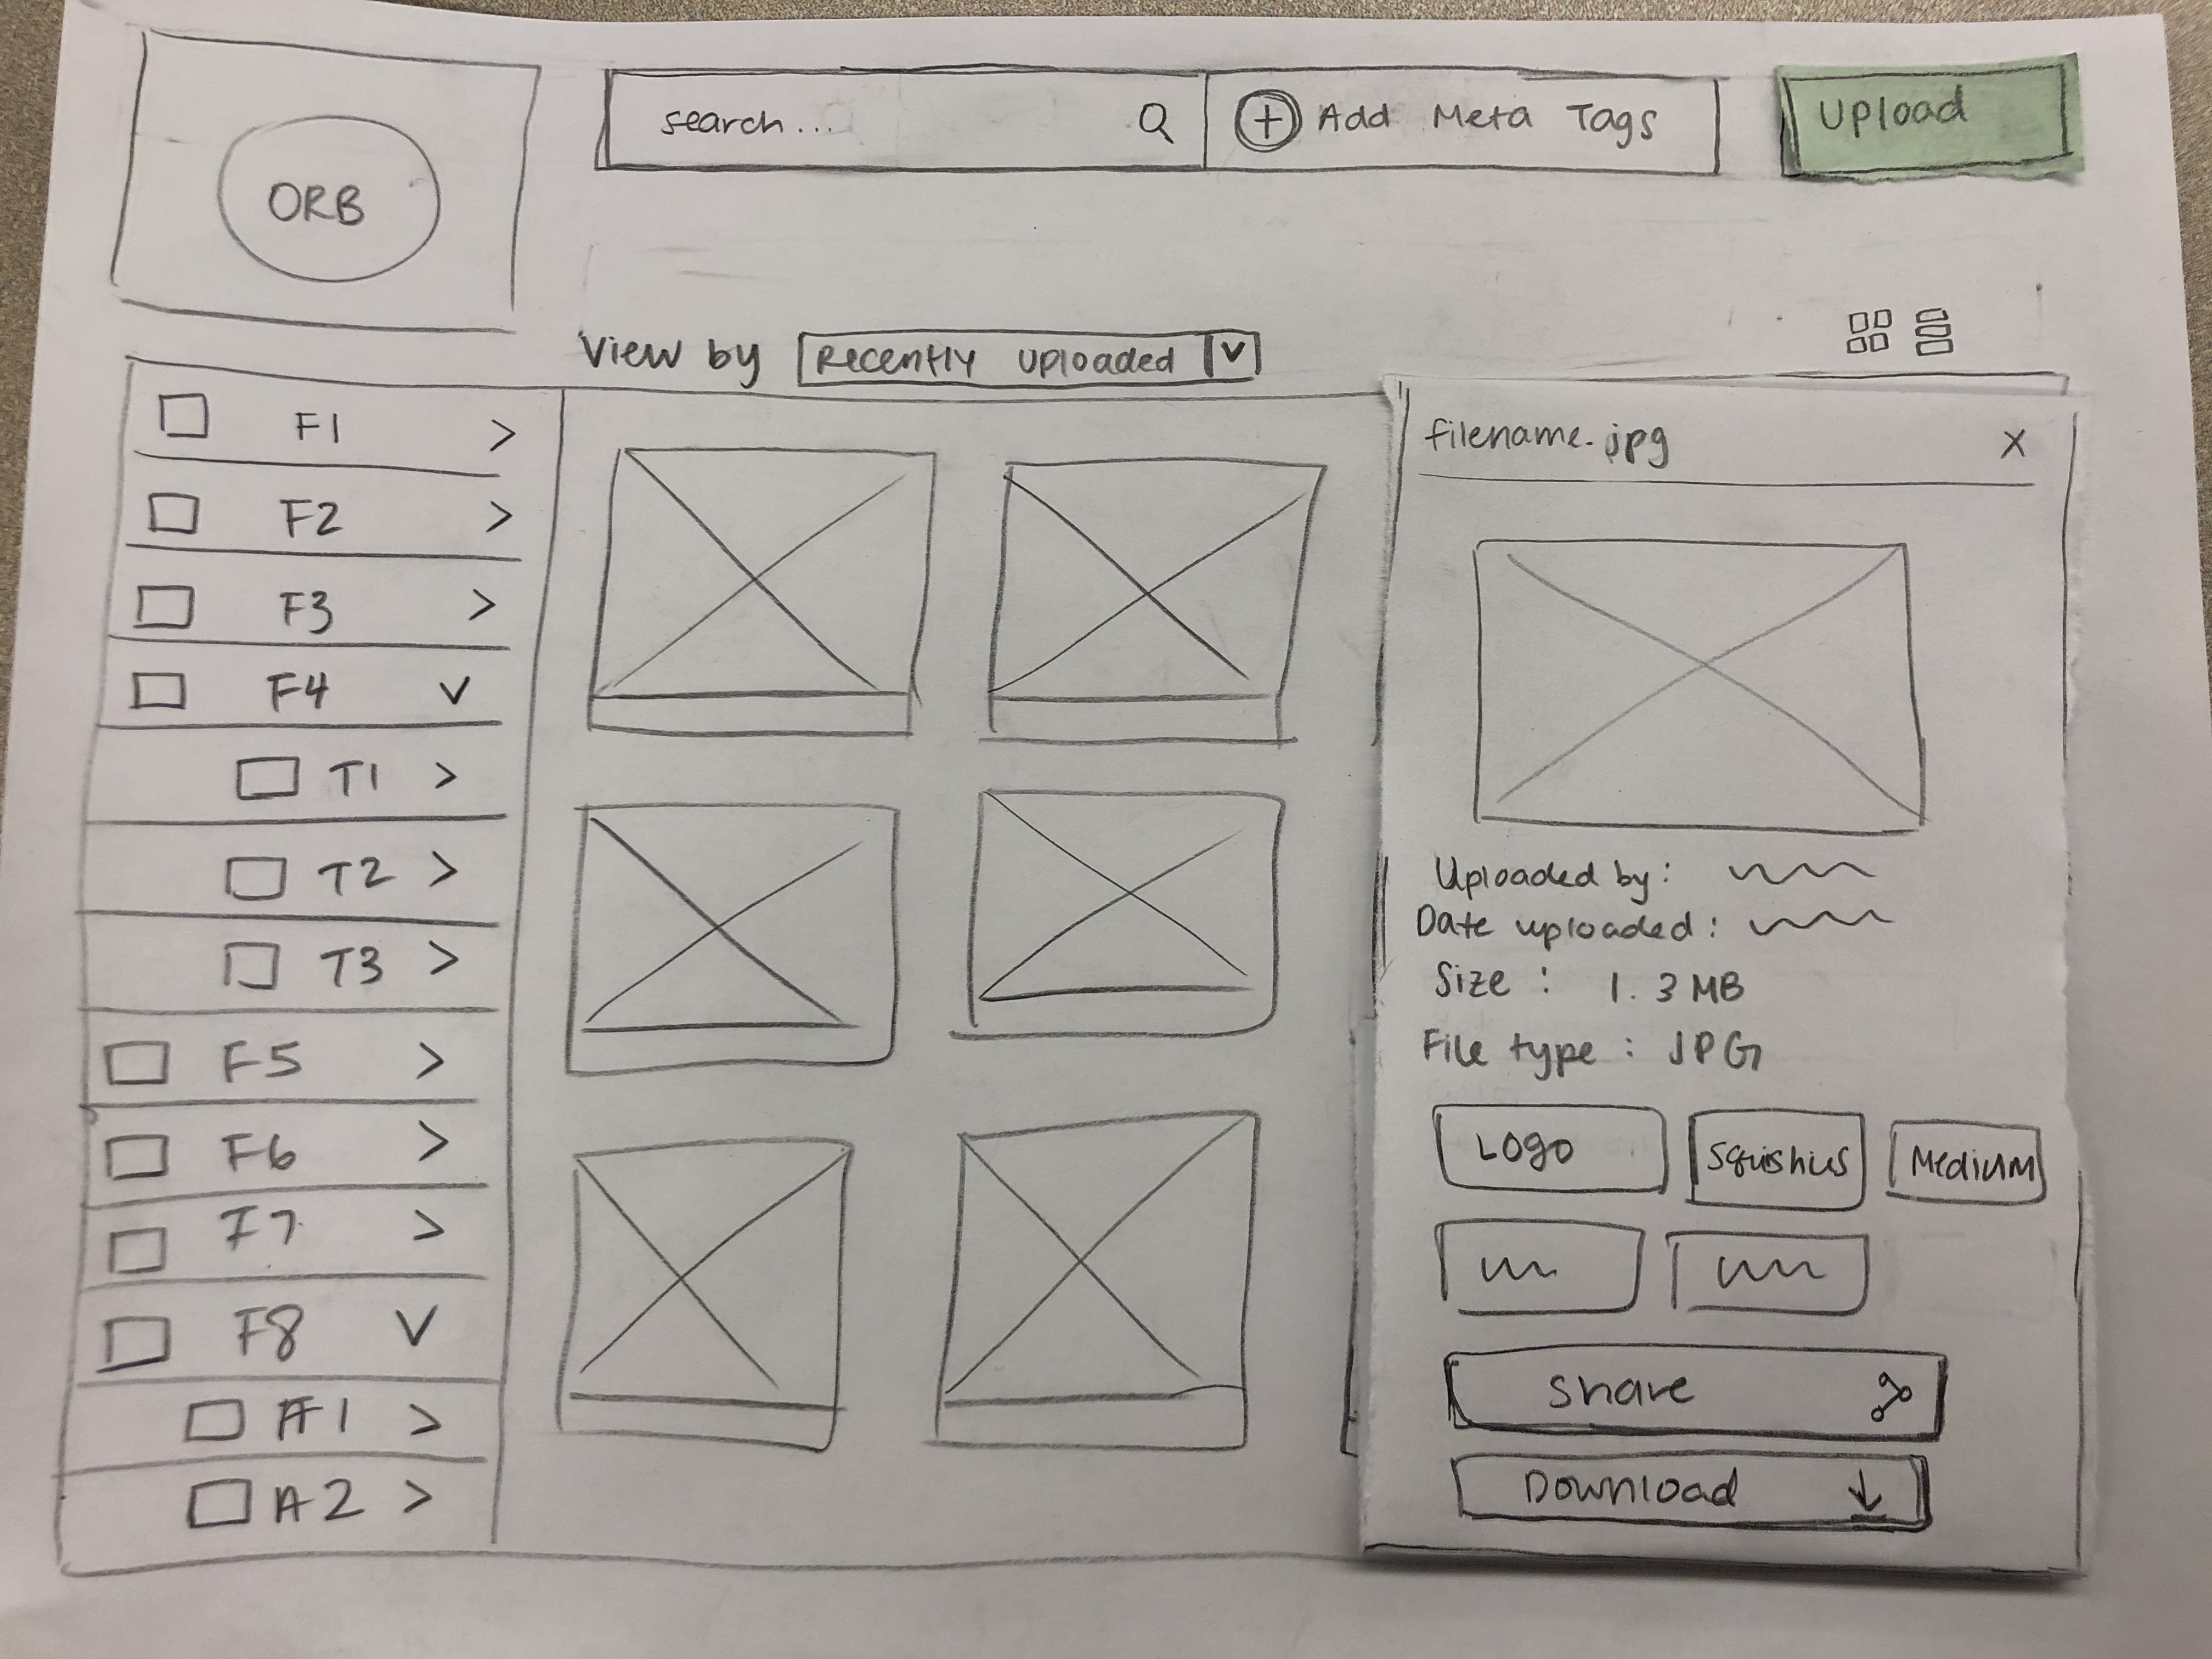 ORB
search...
Add Meta Tags
Upload
View by
Recently Uploaded
F1 >
F2 >
F3 >
F4
T1 >
T2 >
T3 >
F5 >
F6 >
F7 >
F8
A1 >
A2 >
filename.jpg X
Uploaded by:
Date uploaded:
Size: 1.3 MB
File type: JPG
Logo
Squishies
Medium
Share
Download